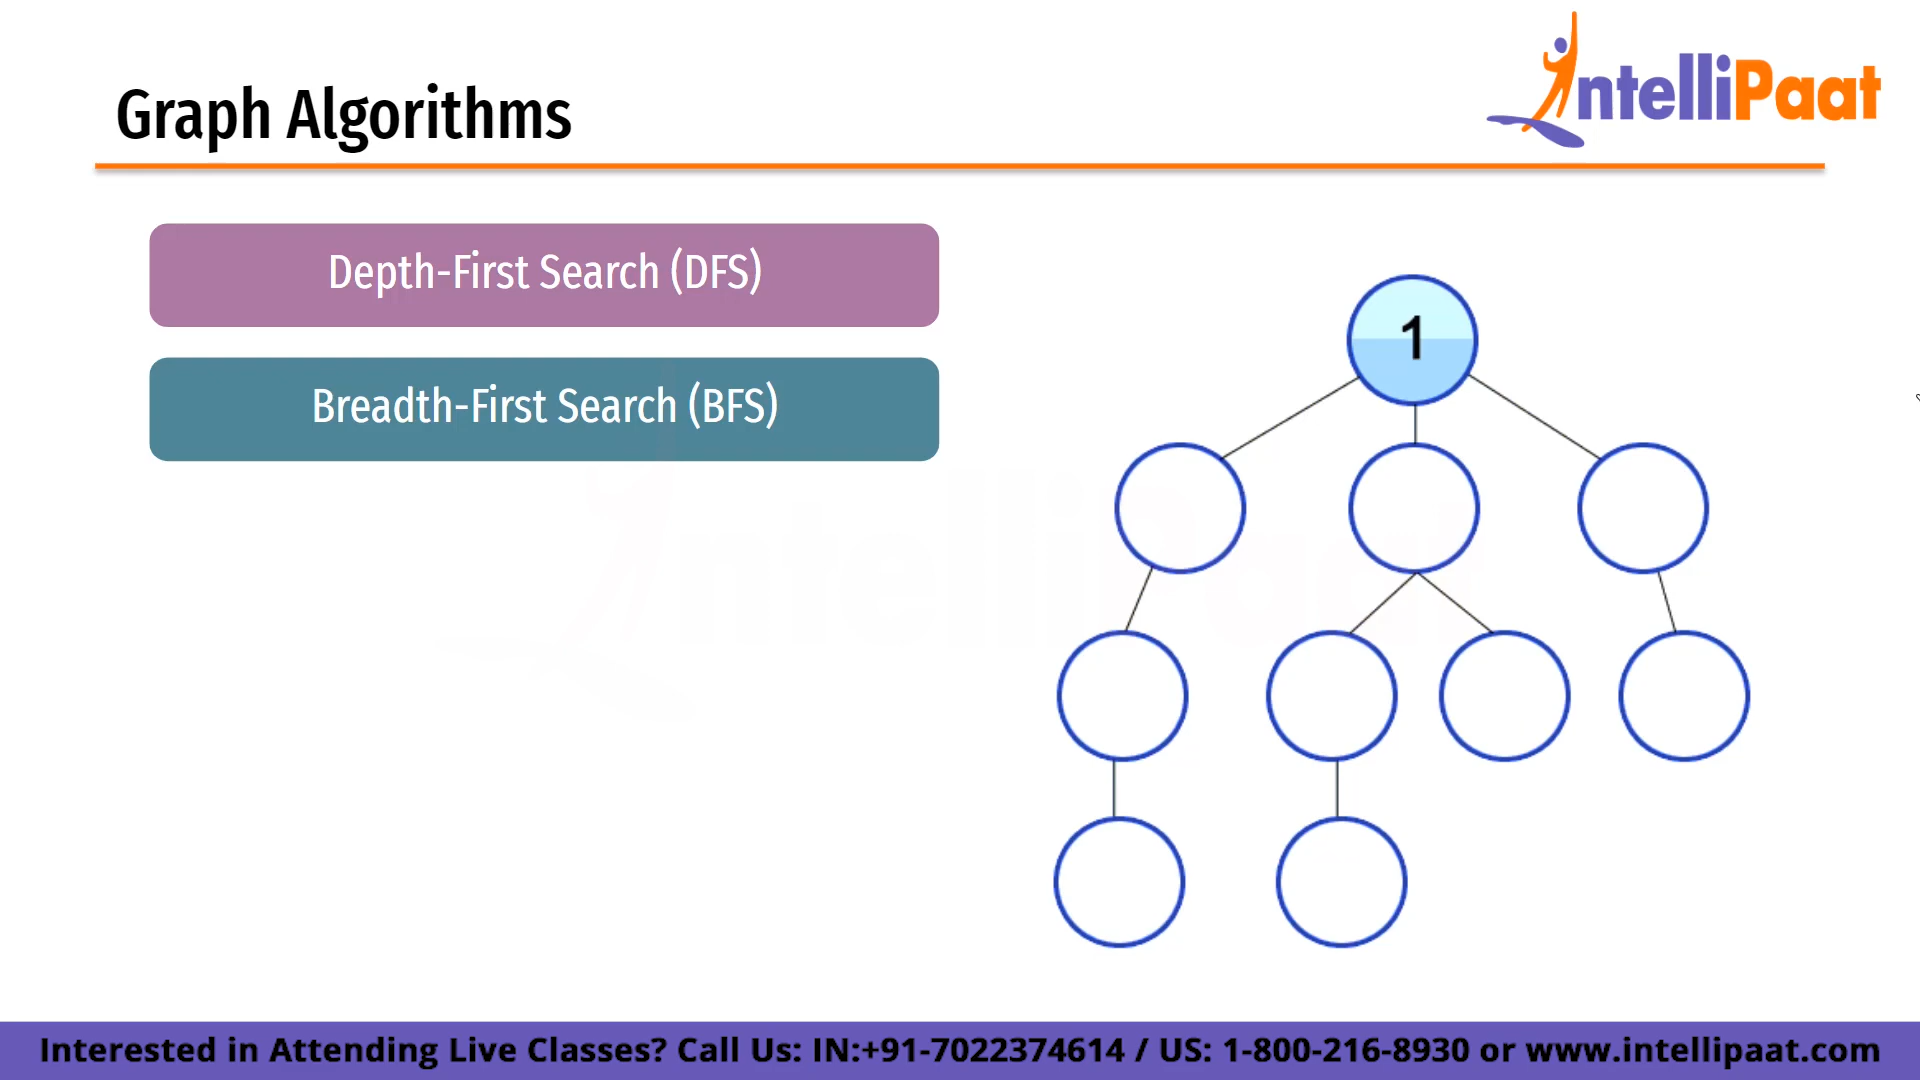 Graph Algorithms
IntelliPaat
Depth-First Search (DFS)
Breadth-First Search (BFS)
1
Interested in Attending Live Classes? Call Us: IN:+91-7022374614 / US: 1-800-216-8930 or www.intellipaat.com